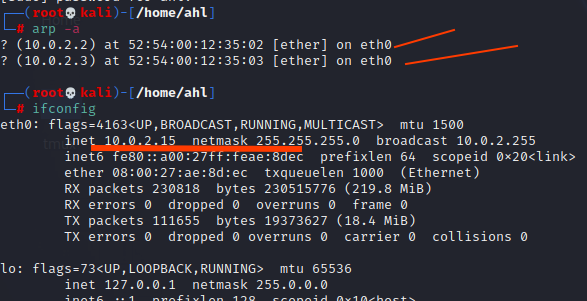 (root💀kali)-[/home/ahl]
# arp -a
? (10.0.2.2) at 52:54:00:12:35:02 [ether] on eth0
? (10.0.2.3) at 52:54:00:12:35:03 [ether] on eth0
(root💀kali)-[/home/ahl]
# ifconfig
eth0: flags=4163<UP,BROADCAST,RUNNING,MULTICAST>  mtu 1500
inet 10.0.2.15  netmask 255.255.255.0  broadcast 10.0.2.255
inet6 fe80::a00:27ff:feae:8dec  prefixlen 64  scopeid 0×20<link>
ether 08:00:27:ae:8d:ec  txqueuelen 1000  (Ethernet)
RX packets 230818  bytes 230515776 (219.8 MiB)
RX errors 0  dropped 0  overruns 0  frame 0
TX packets 111655  bytes 19373627 (18.4 MiB)
TX errors 0  dropped 0 overruns 0  carrier 0  collisions 0
lo: flags=73<UP,LOOPBACK,RUNNING>  mtu 65536
inet 127.0.0.1  netmask 255.0.0.0
inet6 ::1  prefixlen 128  scopeid 0×10<host>